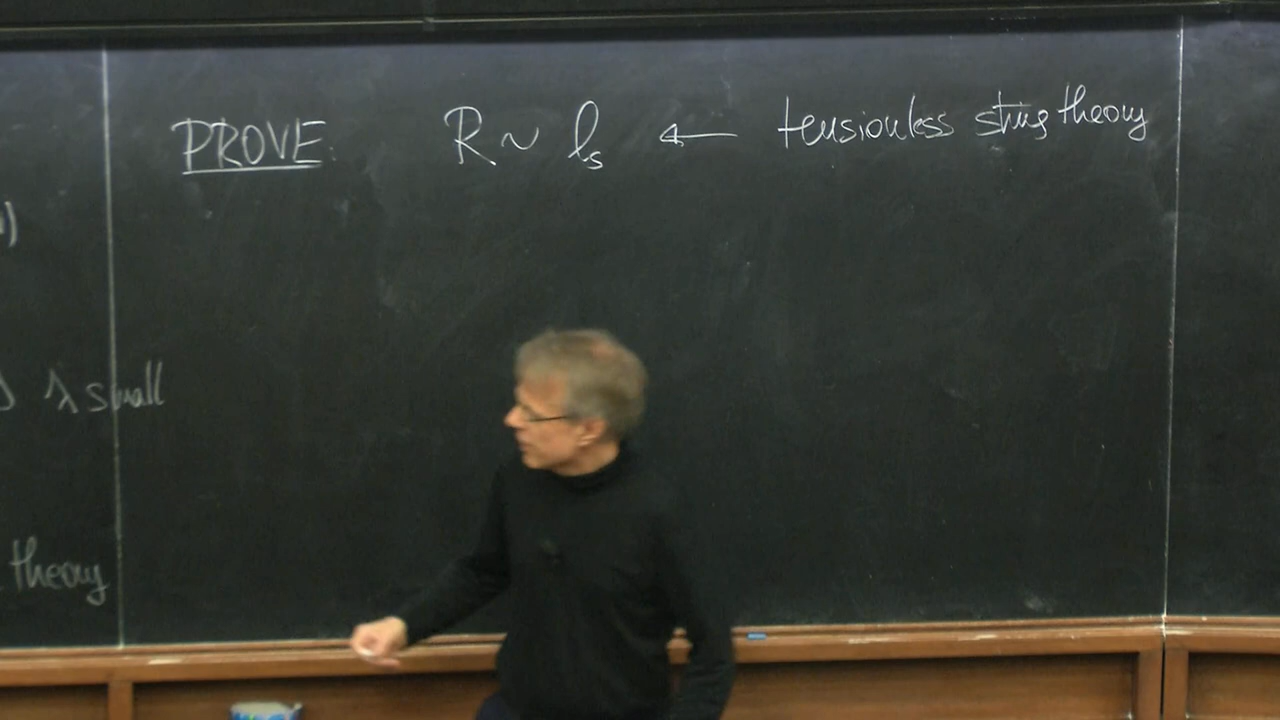 PROVE: R ~ ls ← tensionless string theory
λ small
theory